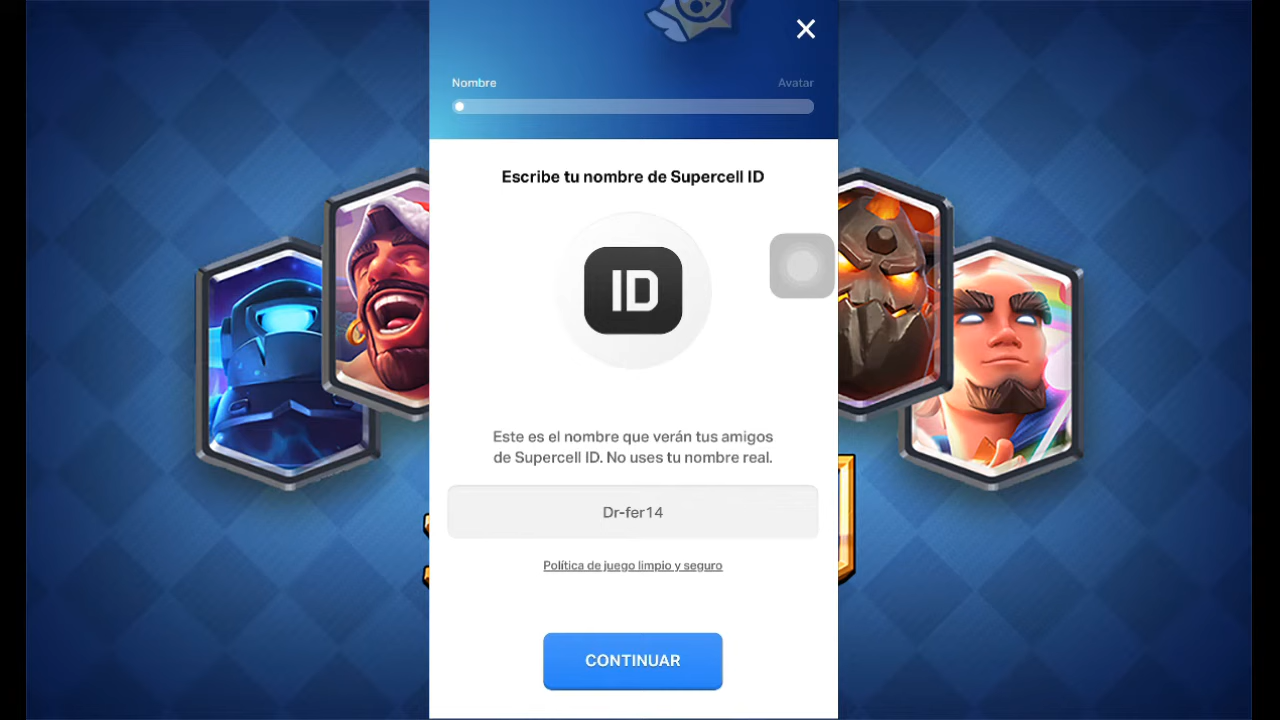 Nombre
Avatar
Escribe tu nombre de Supercell ID
ID
Este es el nombre que verán tus amigos
de Supercell ID. No uses tu nombre real.
Dr-fer14
Política de juego limpio y seguro
CONTINUAR